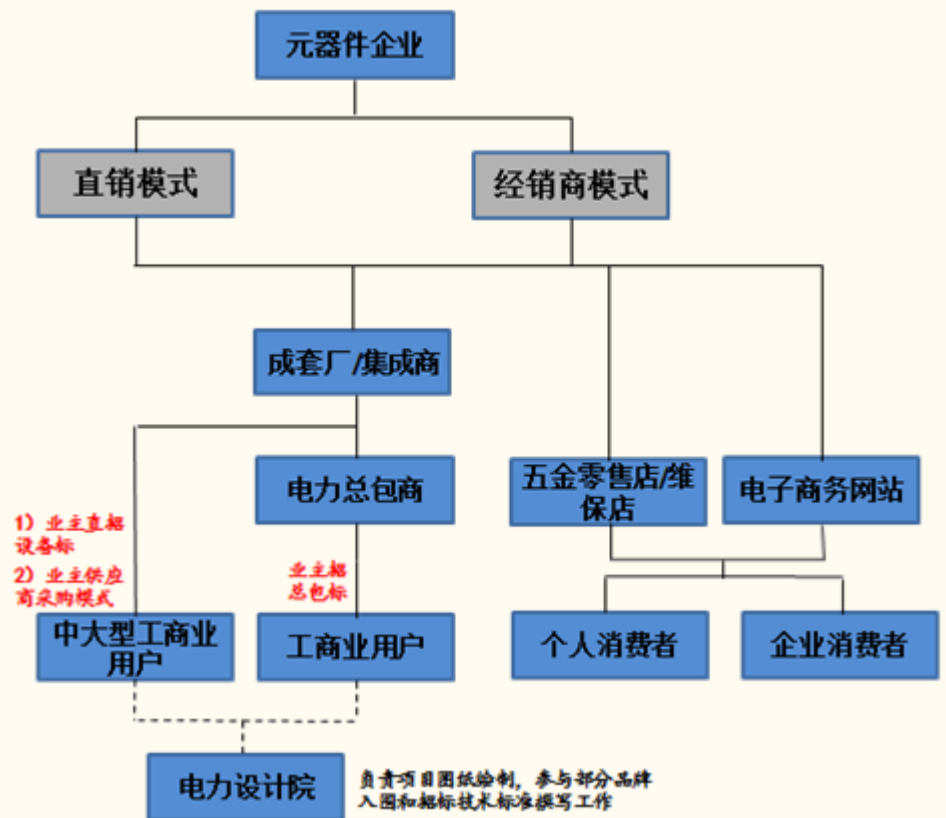 元器件企业
直销模式
经销商模式
成套厂/集成商
电力总包商
五金零售店/维
保店
电子商务网站
1）业主直招
设备标
2）业主供应
商采购模式
业主招
总包标
中大型工商业
用户
工商业用户
个人消费者
企业消费者
电力设计院
负责项目图纸绘制，参与部分品牌
入围和招标技术标准撰写工作